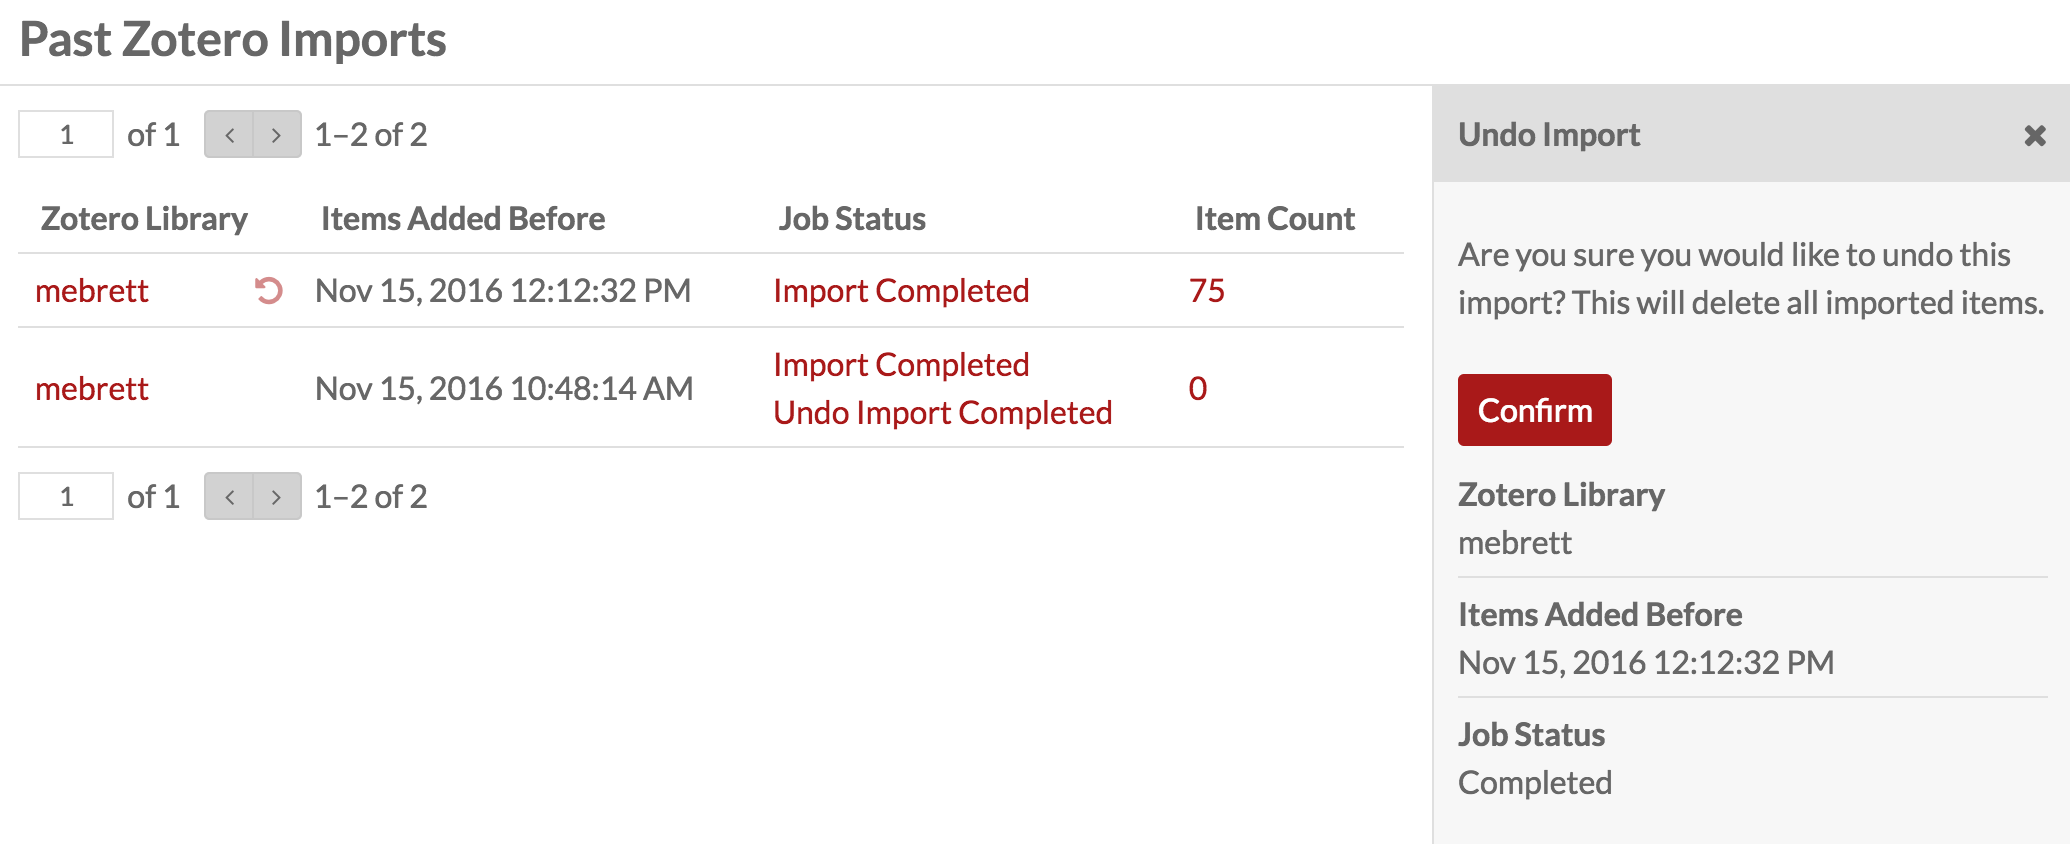 Past Zotero Imports
1 of 1 < > 1–2 of 2
Zotero Library Items Added Before Job Status Item Count
mebrett Nov 15, 2016 12:12:32 PM Import Completed 75
mebrett Nov 15, 2016 10:48:14 AM Import Completed 0
Undo Import Completed
1 of 1 < > 1–2 of 2
Undo Import ✖
Are you sure you would like to undo this
import? This will delete all imported items.
Confirm
Zotero Library
mebrett
Items Added Before
Nov 15, 2016 12:12:32 PM
Job Status
Completed